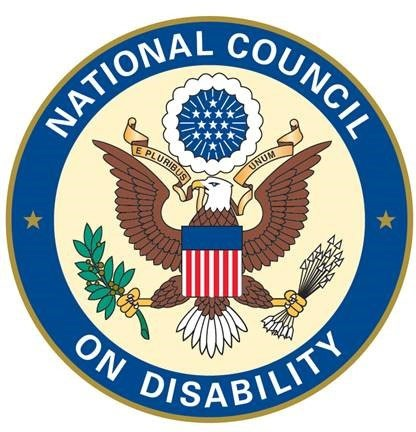 NATIONAL COUNCIL
E PLURIBUS UNUM
ON DISABILITY